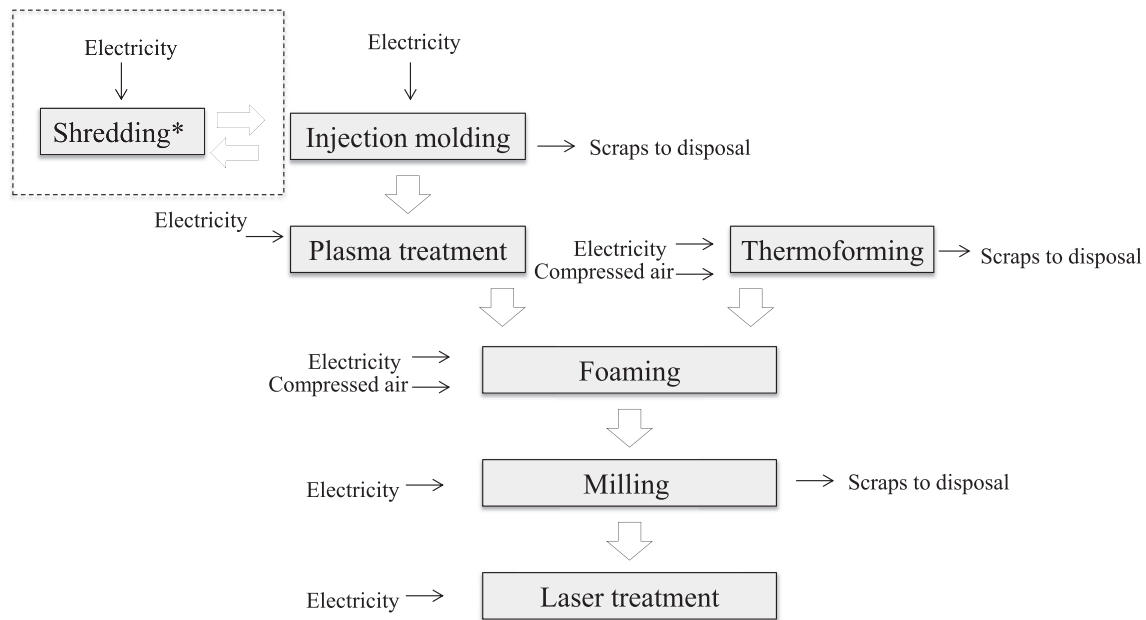 Electricity
Electricity
Shredding*
Injection molding
Scraps to disposal
Electricity
Plasma treatment
Electricity
Compressed air
Thermoforming
Scraps to disposal
Electricity
Compressed air
Foaming
Electricity
Milling
Scraps to disposal
Electricity
Laser treatment